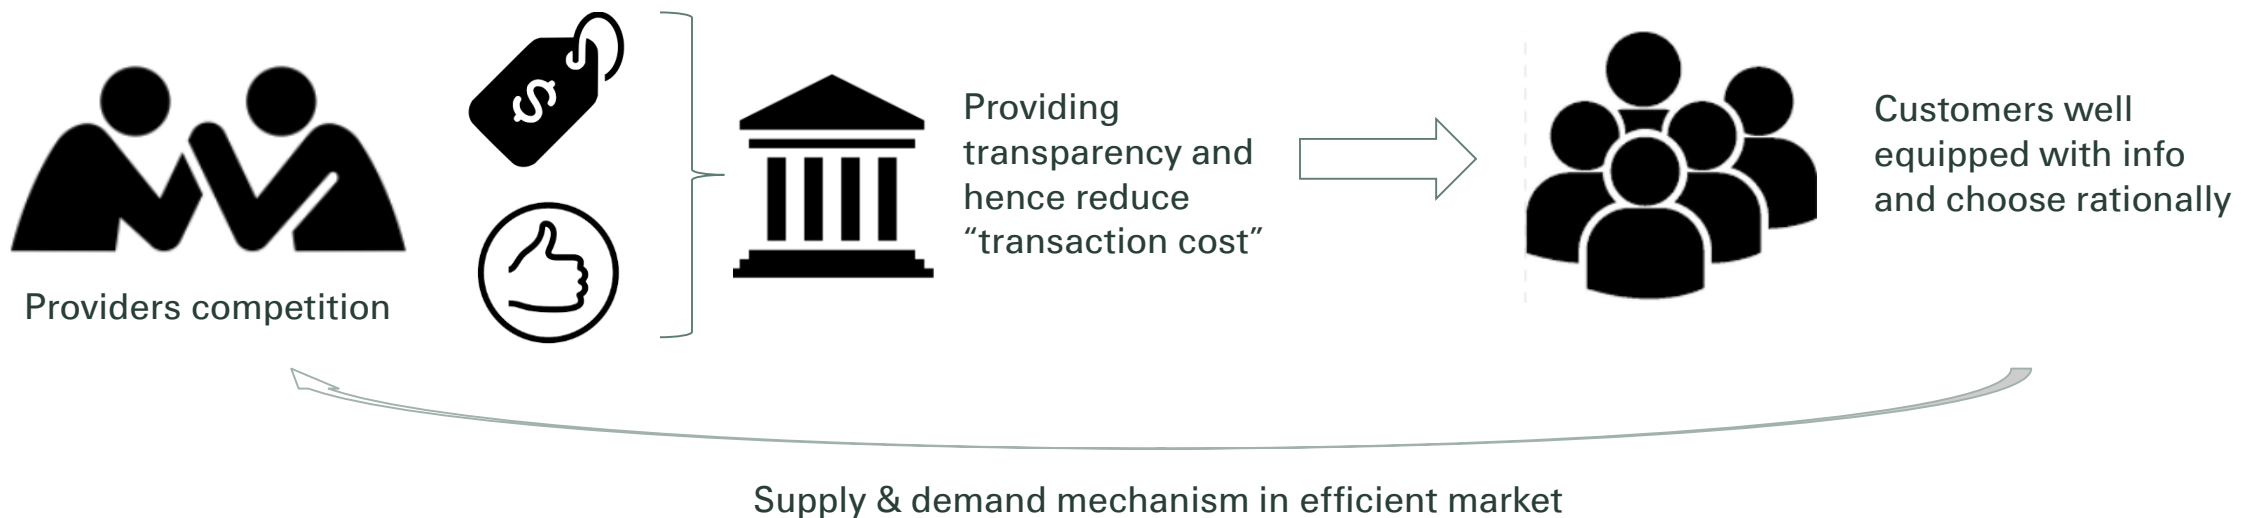 Providers competition
$
Providing
transparency and
hence reduce
“transaction cost”
Customers well
equipped with info
and choose rationally
Supply & demand mechanism in efficient market